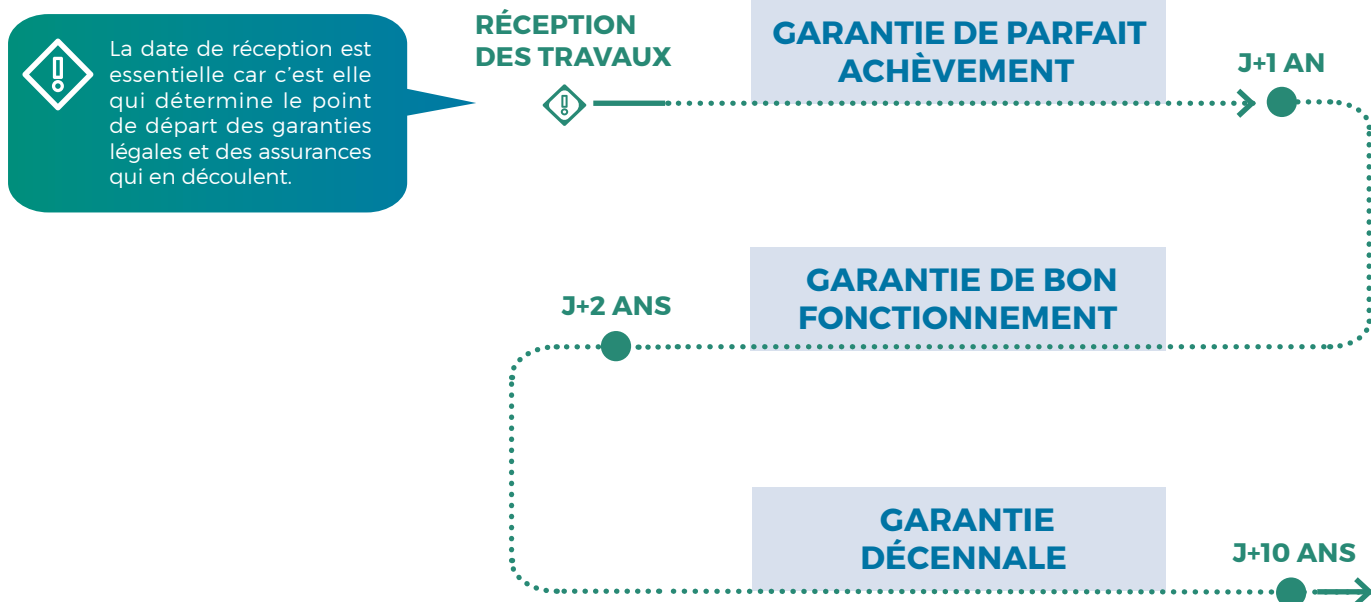 La date de réception est
essentielle car c’est elle
qui détermine le point
de départ des garanties
légales et des assurances
qui en découlent.
RÉCEPTION
DES TRAVAUX
GARANTIE DE PARFAIT
ACHÈVEMENT
J+1 AN
GARANTIE DE BON
FONCTIONNEMENT
J+2 ANS
GARANTIE
DÉCENNALE
J+10 ANS